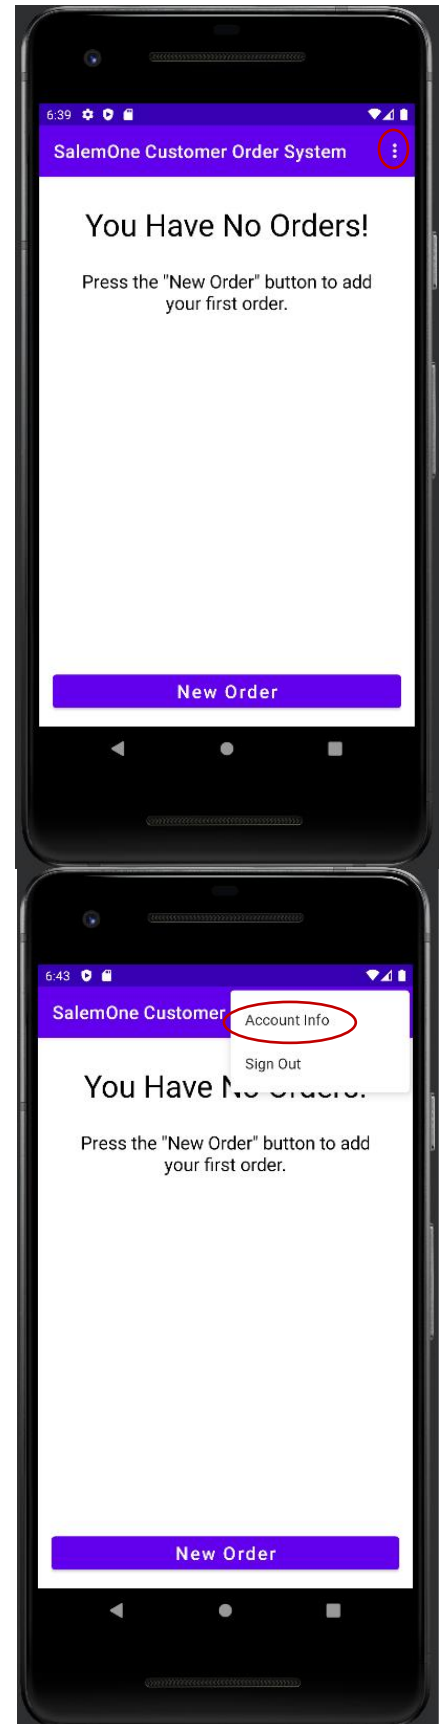 6:39
SalemOne Customer Order System
You Have No Orders!
Press the "New Order" button to add
your first order.
New Order
6:43
SalemOne Customer
Account Info
Sign Out
You Have No Orders!
Press the "New Order" button to add
your first order.
New Order